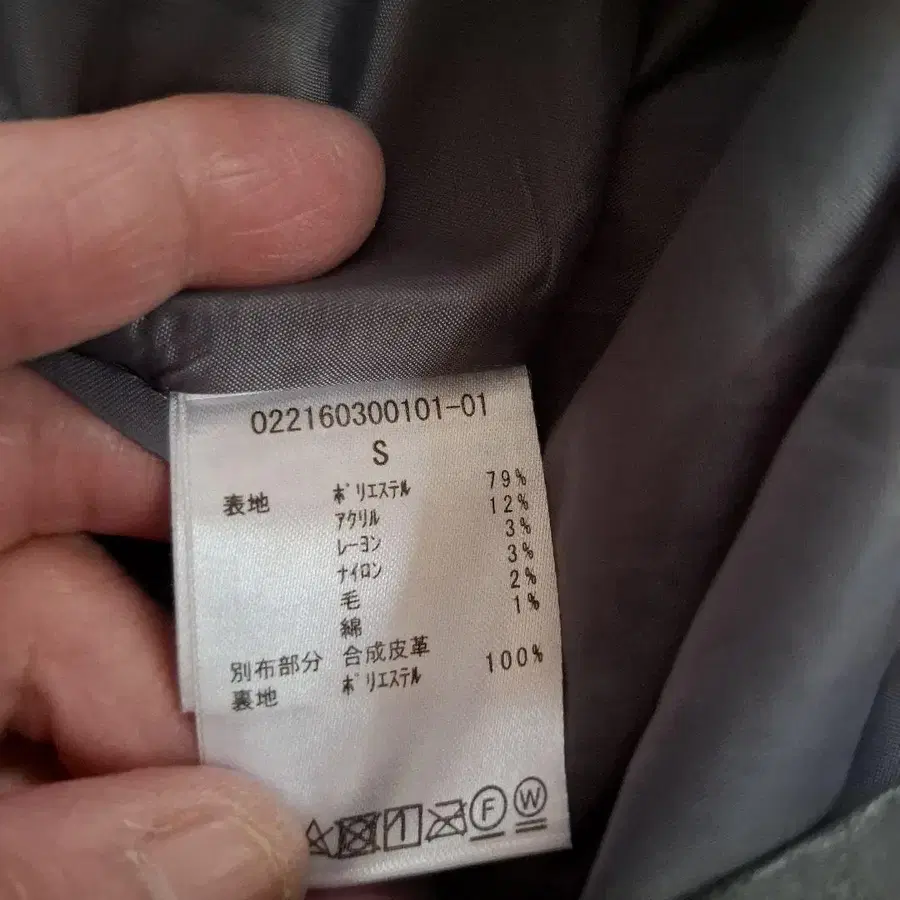 022160300101-01
S
表地 ﾎﾟﾘｴｽﾃﾙ 79%
ｱｸﾘﾙ 12%
ﾚｰﾖﾝ 3%
ﾅｲﾛﾝ 3%
毛 2%
綿 1%
別布部分 合成皮革
裏地 ﾎﾟﾘｴｽﾃﾙ 100%
F W